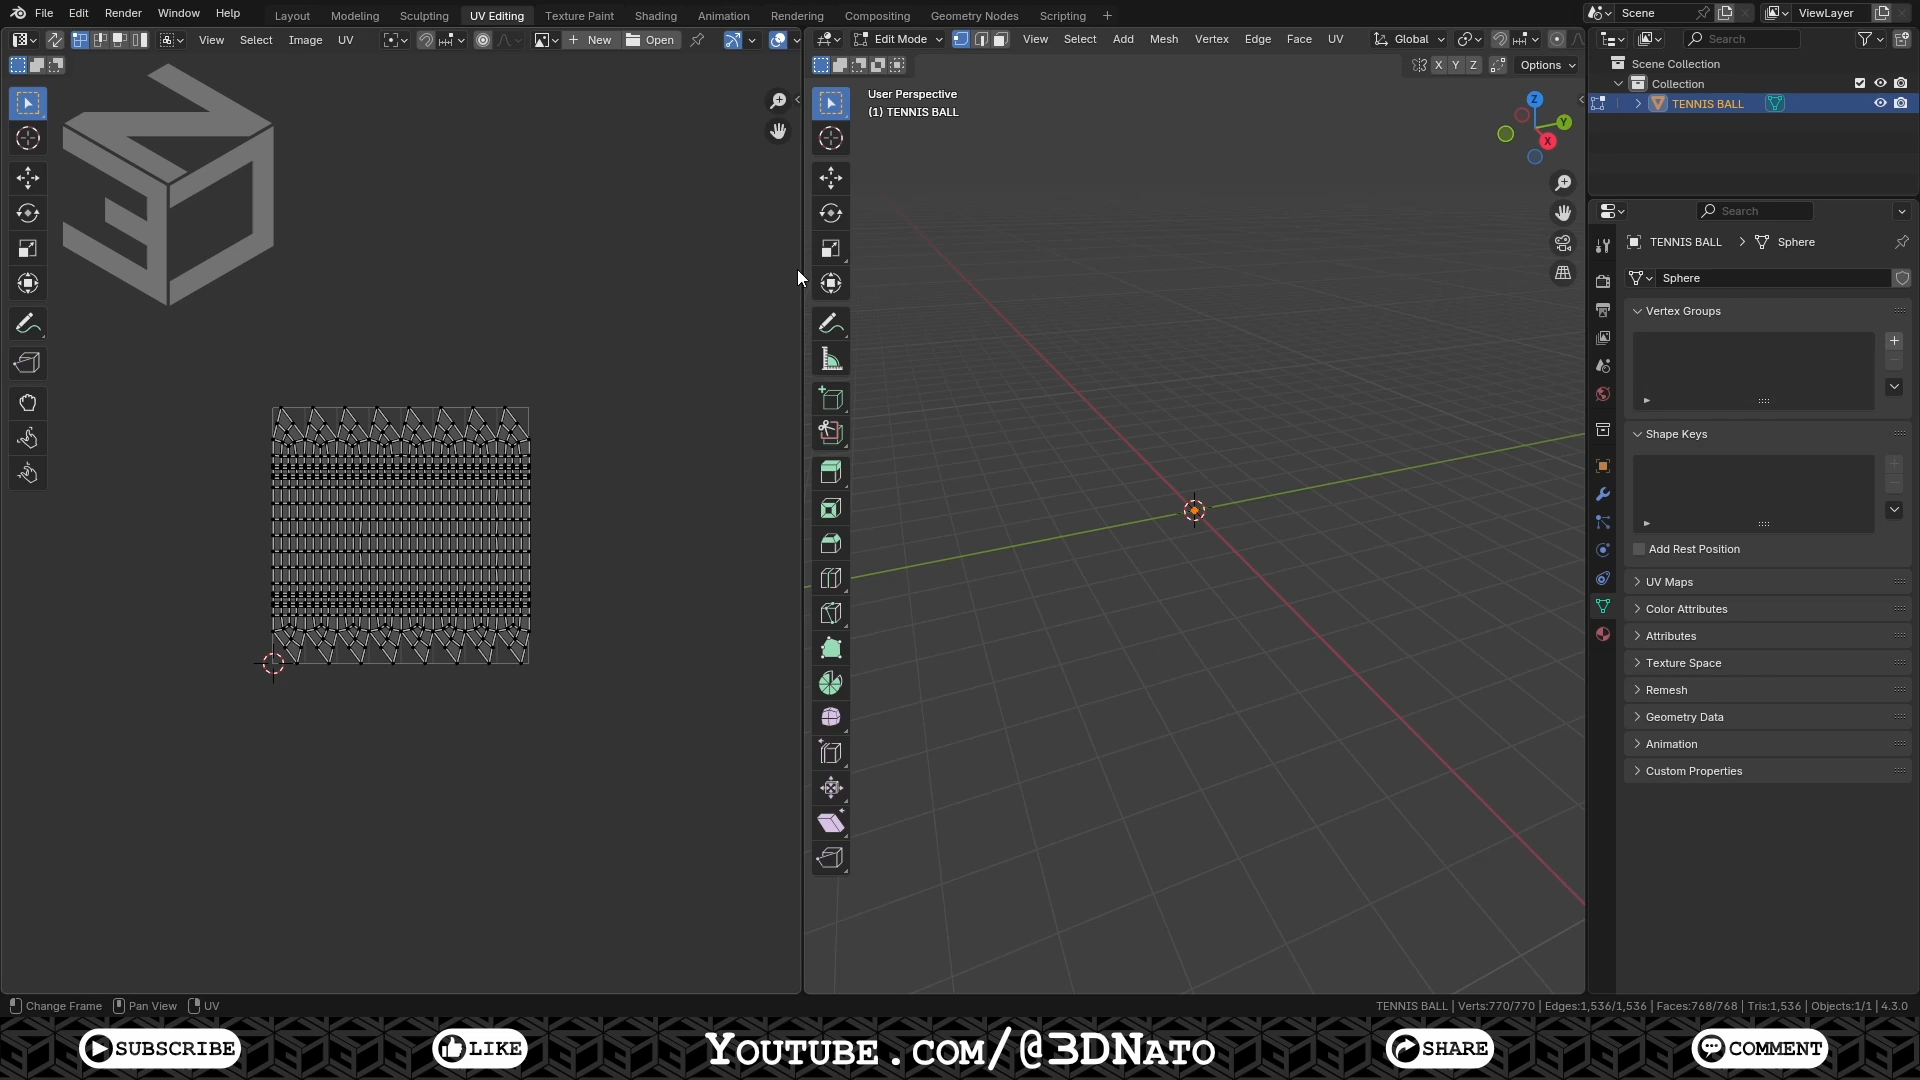 File Edit Render Window Help Layout Modeling Sculpting UV Editing Texture Paint Shading Animation Rendering Compositing Geometry Nodes Scripting + Scene ViewLayer
View Select Image UV New Open Edit Mode View Select Add Mesh Vertex Edge Face UV Global Search
X Y Z Options
Scene Collection
Collection
TENNIS BALL
User Perspective
(1) TENNIS BALL
Z
Y
X
Search
TENNIS BALL > Sphere
Sphere
Vertex Groups
Shape Keys
Add Rest Position
UV Maps
Color Attributes
Attributes
Texture Space
Remesh
Geometry Data
Animation
Custom Properties
Change Frame Pan View UV TENNIS BALL | Verts:770/770 | Edges:1,536/1,536 | Faces:768/768 | Tris:1,536 | Objects:1/1 | 4.3.0
SUBSCRIBE LIKE YOUTUBE.COM/@3DNATO SHARE COMMENT